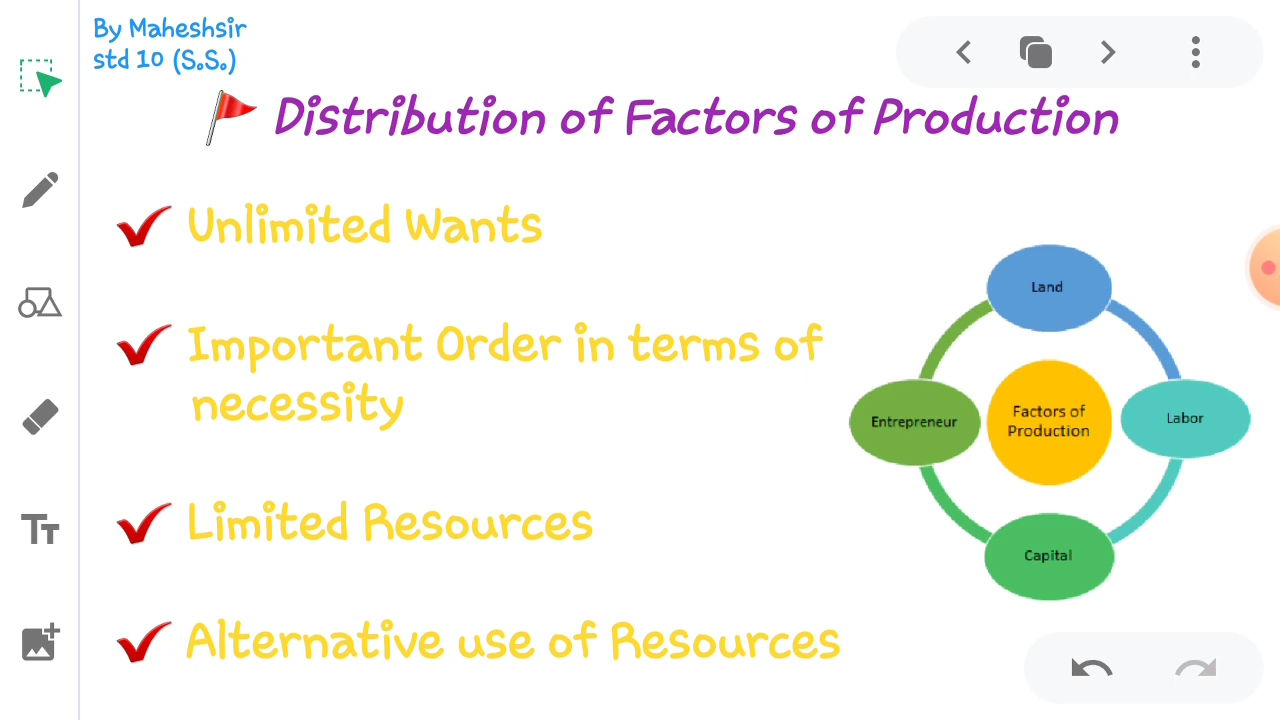 By Maheshsir
std 10 (S.S.)
Distribution of Factors of Production
Unlimited Wants
Important Order in terms of
necessity
Limited Resources
Alternative use of Resources
Land
Entrepreneur
Factors of
Production
Labor
Capital
TT